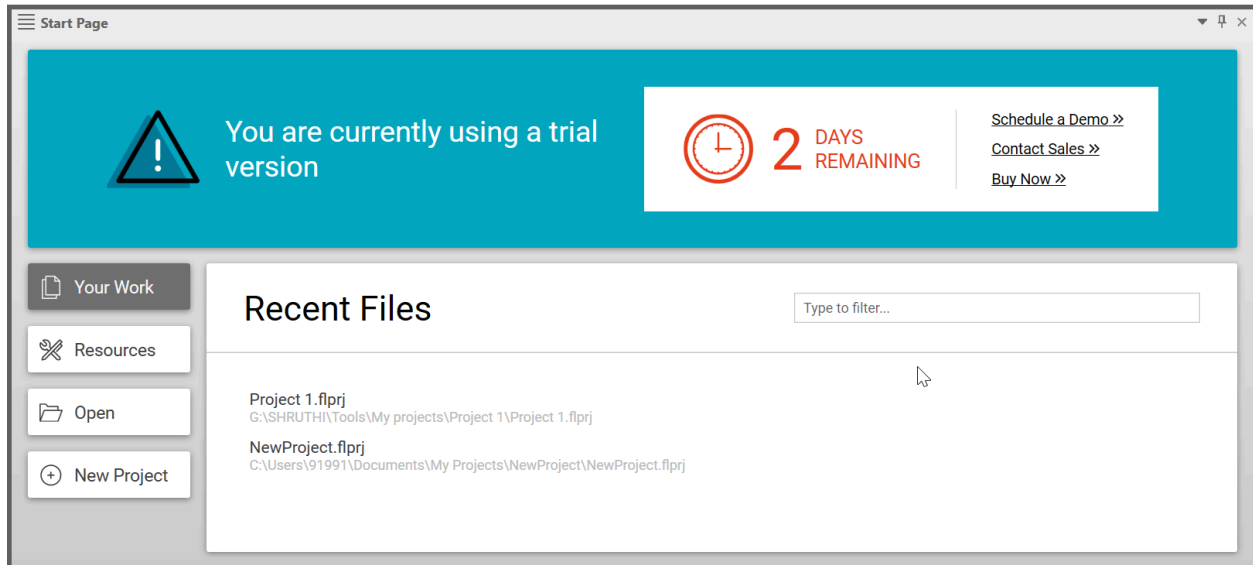 Start Page
You are currently using a trial
version
2 DAYS
REMAINING
Schedule a Demo »
Contact Sales »
Buy Now »
Your Work
Resources
Open
New Project
Recent Files
Type to filter...
Project 1.flprj
G:\SHRUTHI\Tools\My projects\Project 1\Project 1.flprj
NewProject.flprj
C:\Users\91991\Documents\My Projects\NewProject\NewProject.flprj